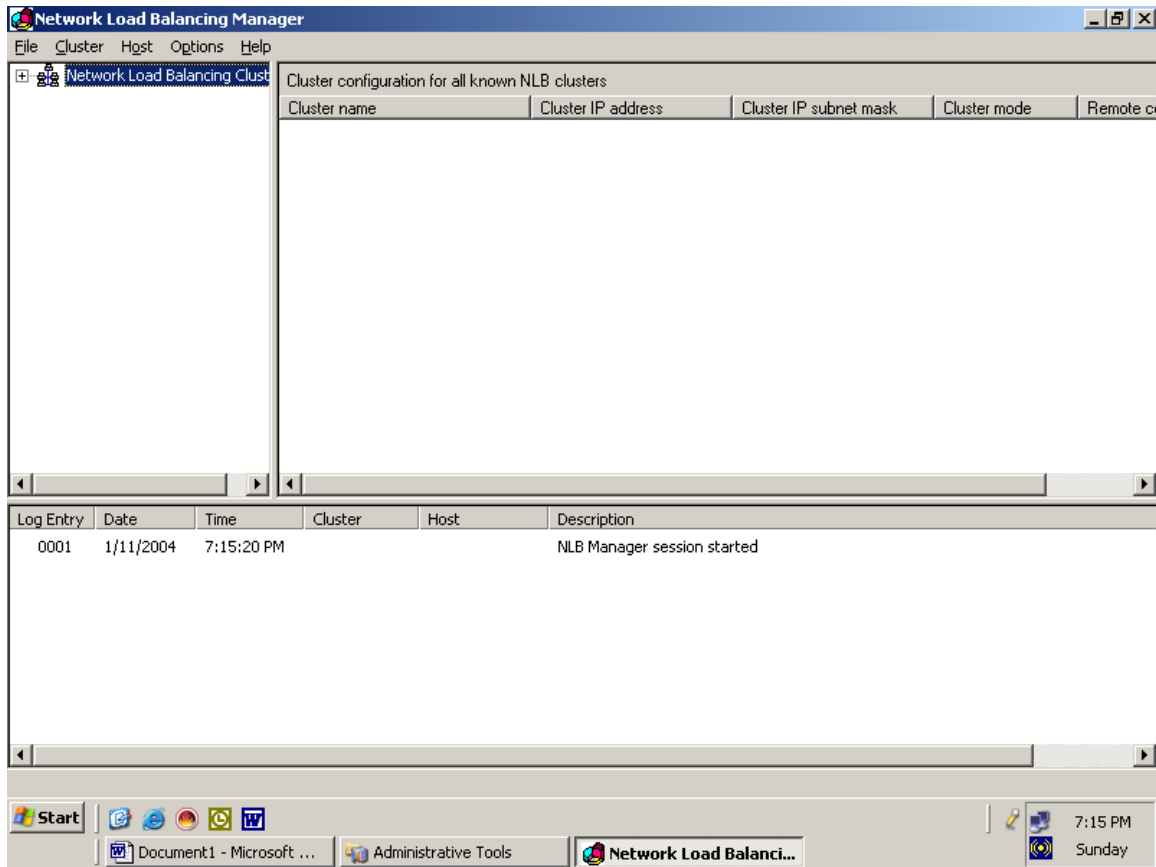 Network Load Balancing Manager
File Cluster Host Options Help
Network Load Balancing Clust
Cluster configuration for all known NLB clusters
Cluster name Cluster IP address Cluster IP subnet mask Cluster mode Remote co
Log Entry Date Time Cluster Host Description
0001 1/11/2004 7:15:20 PM NLB Manager session started
Start
7:15 PM
Document1 - Microsoft ... Administrative Tools Network Load Balanci...
Sunday